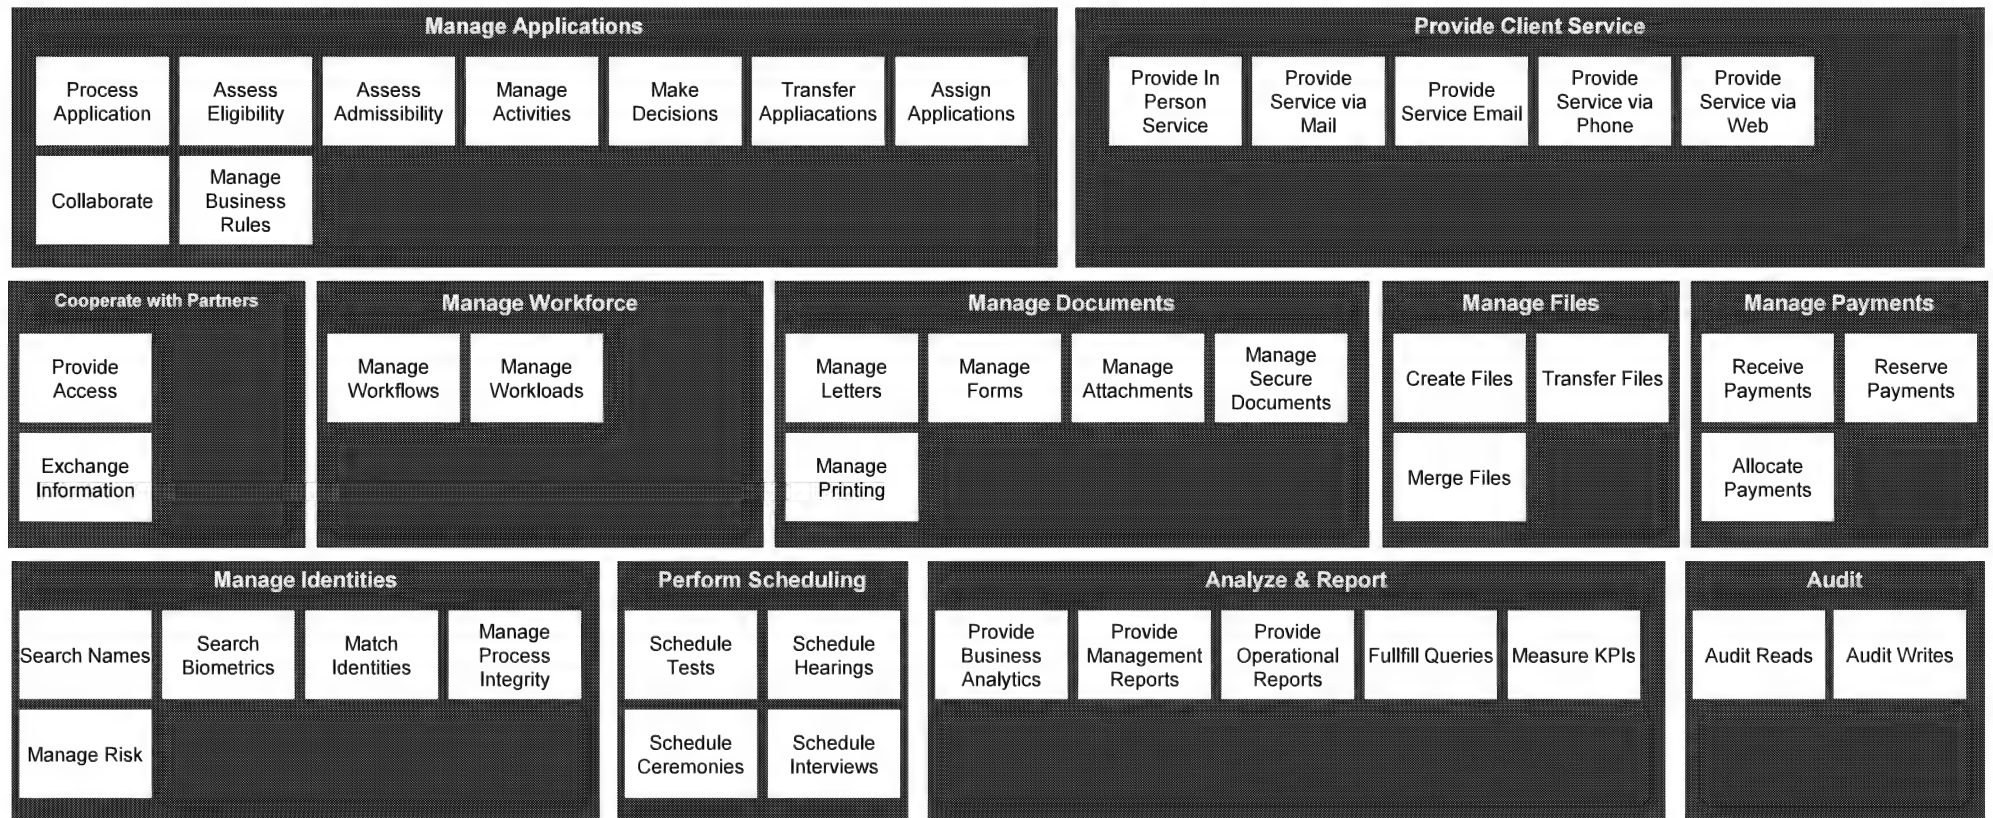 Manage Applications
Process
Application
Assess
Eligibility
Assess
Admissibility
Manage
Activities
Make
Decisions
Transfer
Appliacations
Assign
Applications
Collaborate
Manage
Business
Rules
Provide Client Service
Provide In
Person
Service
Provide
Service via
Mail
Provide
Service Email
Provide
Service via
Phone
Provide
Service via
Web
Cooperate with Partners
Provide
Access
Exchange
Information
Manage Workforce
Manage
Workflows
Manage
Workloads
Manage Documents
Manage
Letters
Manage
Forms
Manage
Attachments
Manage
Secure
Documents
Manage
Printing
Manage Files
Create Files
Transfer Files
Merge Files
Manage Payments
Receive
Payments
Reserve
Payments
Allocate
Payments
Manage Identities
Search Names
Search
Biometrics
Match
Identities
Manage
Process
Integrity
Manage Risk
Perform Scheduling
Schedule
Tests
Schedule
Hearings
Schedule
Ceremonies
Schedule
Interviews
Analyze & Report
Provide
Business
Analytics
Provide
Management
Reports
Provide
Operational
Reports
Fullfill Queries
Measure KPIs
Audit
Audit Reads
Audit Writes